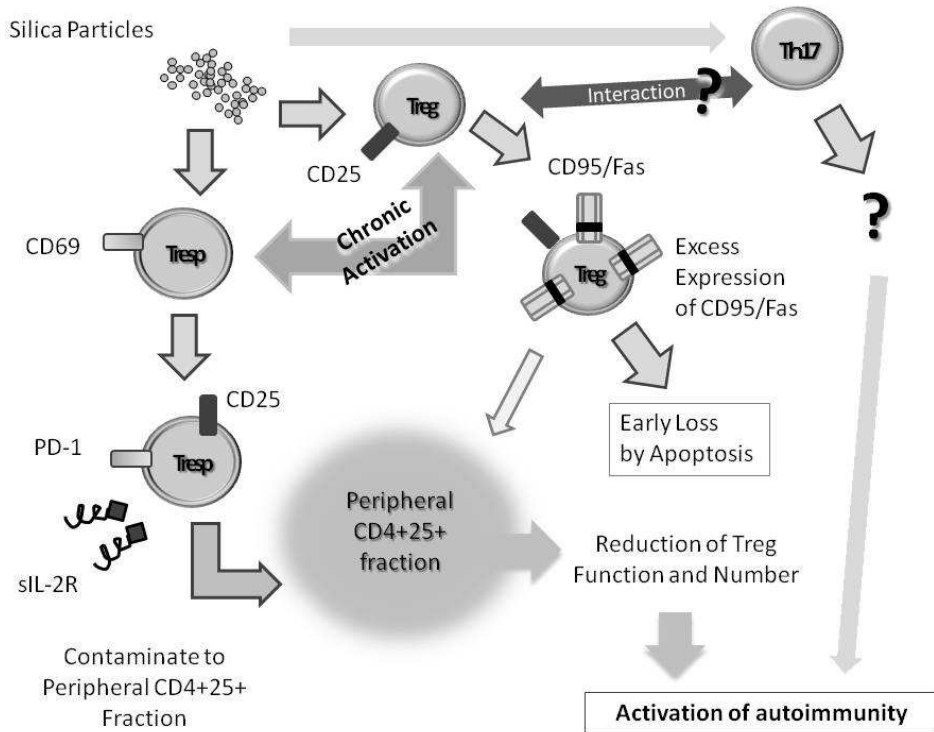 Silica Particles
Th17
Treg
Interaction
?
CD25
CD95/Fas
Chronic
Activation
?
CD69
Tresp
Treg
Excess
Expression
of CD95/Fas
CD25
PD-1
Tresp
Early Loss
by Apoptosis
Peripheral
CD4+25+
fraction
sIL-2R
Reduction of Treg
Function and Number
Contaminate to
Peripheral CD4+25+
Fraction
Activation of autoimmunity